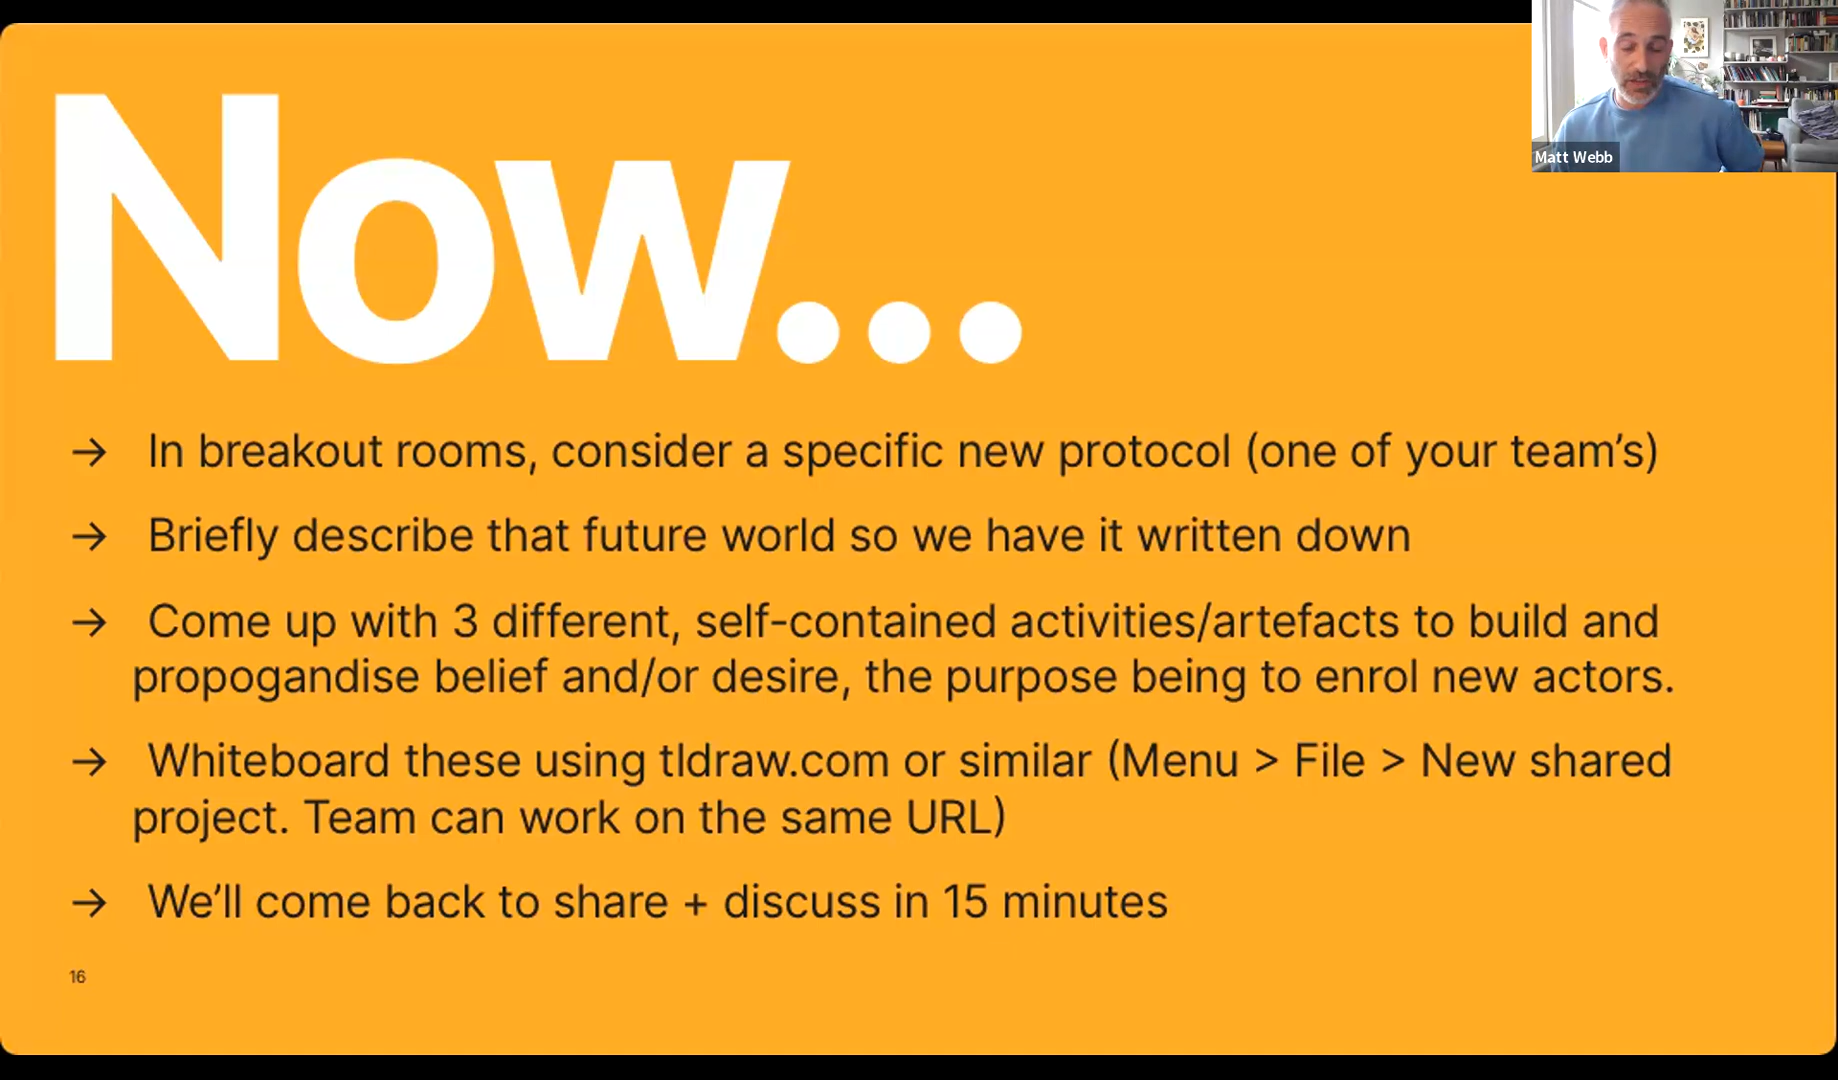 Now...
→ In breakout rooms, consider a specific new protocol (one of your team’s)
→ Briefly describe that future world so we have it written down
→ Come up with 3 different, self-contained activities/artefacts to build and
propogandise belief and/or desire, the purpose being to enrol new actors.
→ Whiteboard these using tldraw.com or similar (Menu > File > New shared
project. Team can work on the same URL)
→ We’ll come back to share + discuss in 15 minutes
16
Matt Webb